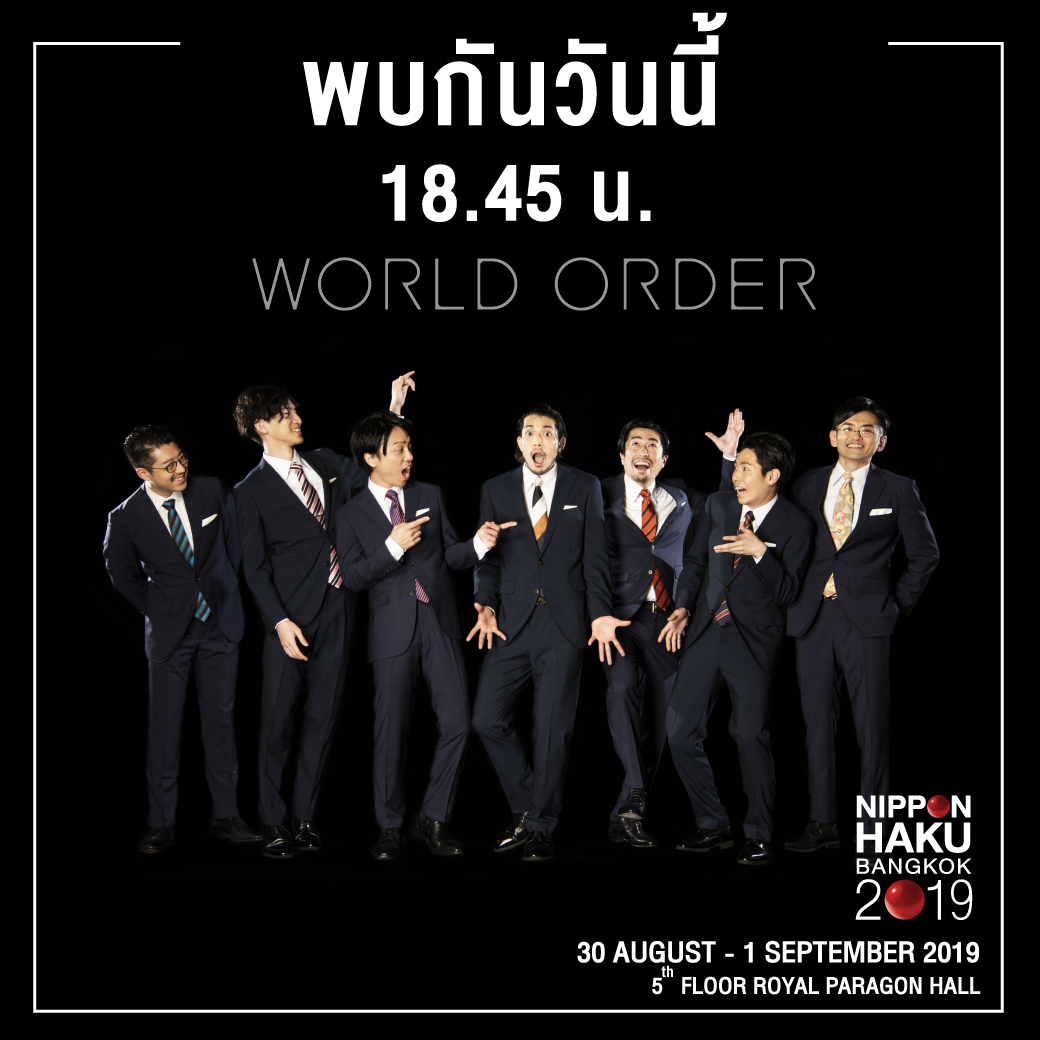 พบกันวันนี้
18.45 น.
WORLD ORDER
NIPPON
HAKU
BANGKOK
2019
30 AUGUST - 1 SEPTEMBER 2019
5th FLOOR ROYAL PARAGON HALL